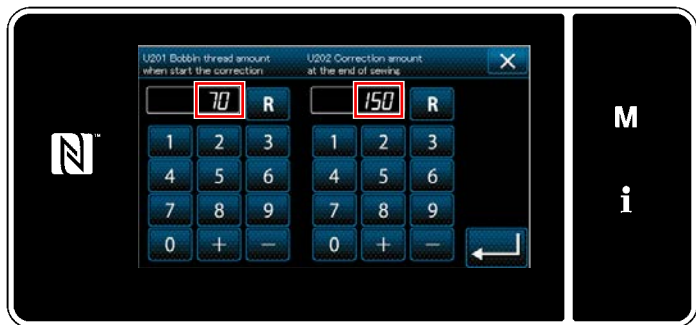 U201 Bobbin thread amount
when start the correction
U202 Correction amount
at the end of sewing
70 R
150 R
1 2 3
4 5 6
7 8 9
0 + −
1 2 3
4 5 6
7 8 9
0 + −
M
i
N